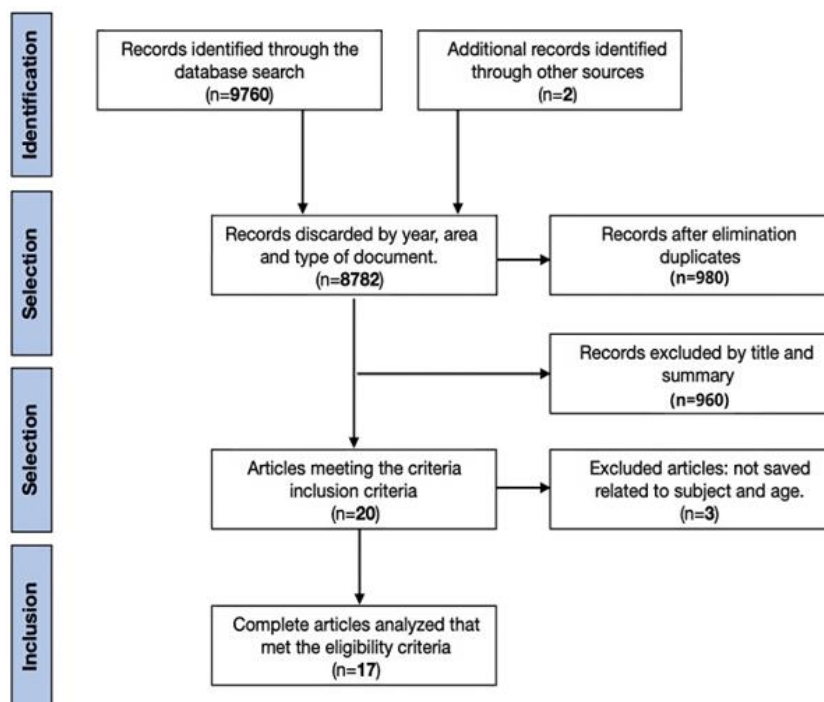 Identification
Records identified through the
database search
(n=9760)
Additional records identified
through other sources
(n=2)
Selection
Records discarded by year, area
and type of document.
(n=8782)
Records after elimination
duplicates
(n=980)
Records excluded by title and
summary
(n=960)
Selection
Articles meeting the criteria
inclusion criteria
(n=20)
Excluded articles: not saved
related to subject and age.
(n=3)
Inclusion
Complete articles analyzed that
met the eligibility criteria
(n=17)